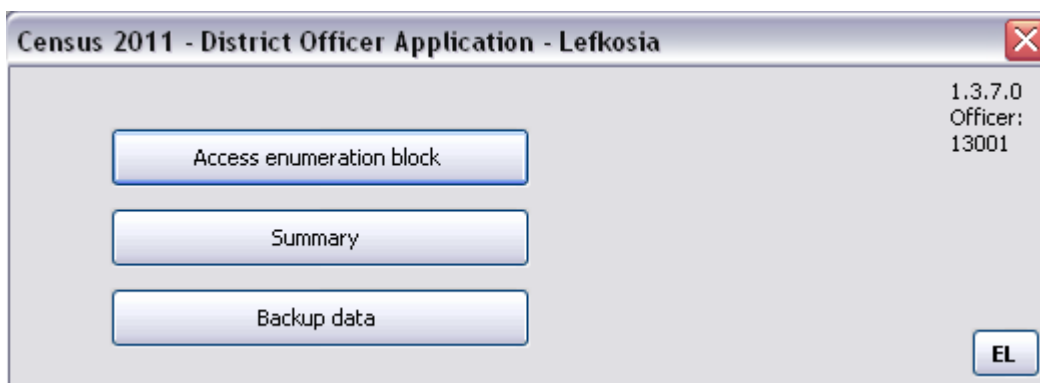 Census 2011 - District Officer Application - Lefkosia
1.3.7.0
Officer:
13001
Access enumeration block
Summary
Backup data
EL